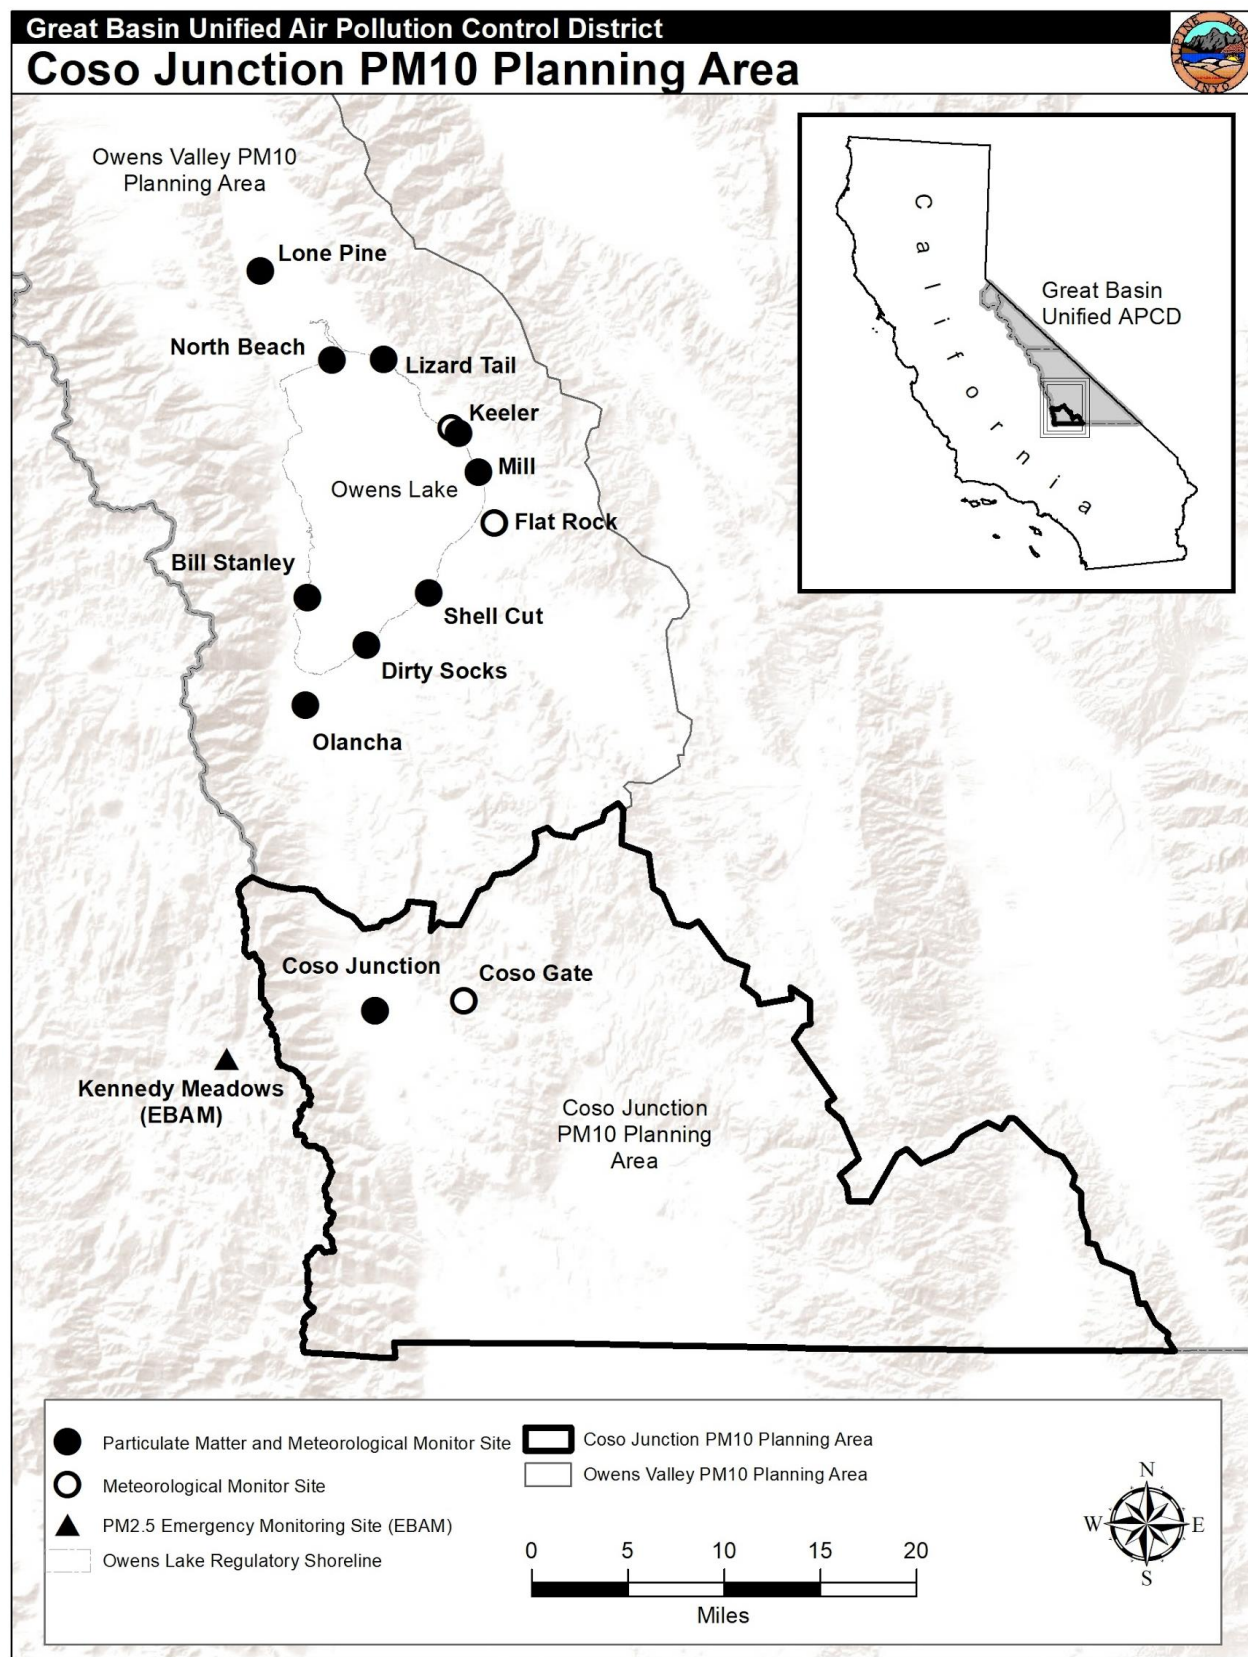 Great Basin Unified Air Pollution Control District
Coso Junction PM10 Planning Area
ALPINE MONO INYO
Owens Valley PM10
Planning Area
Lone Pine
North Beach
Lizard Tail
Keeler
Mill
Owens Lake
Flat Rock
Bill Stanley
Shell Cut
Dirty Socks
Olancha
California
Great Basin
Unified APCD
Coso Junction
Coso Gate
Kennedy Meadows
(EBAM)
Coso Junction
PM10 Planning
Area
Particulate Matter and Meteorological Monitor Site
Meteorological Monitor Site
PM2.5 Emergency Monitoring Site (EBAM)
Owens Lake Regulatory Shoreline
Coso Junction PM10 Planning Area
Owens Valley PM10 Planning Area
0 5 10 15 20
Miles
N
W E
S